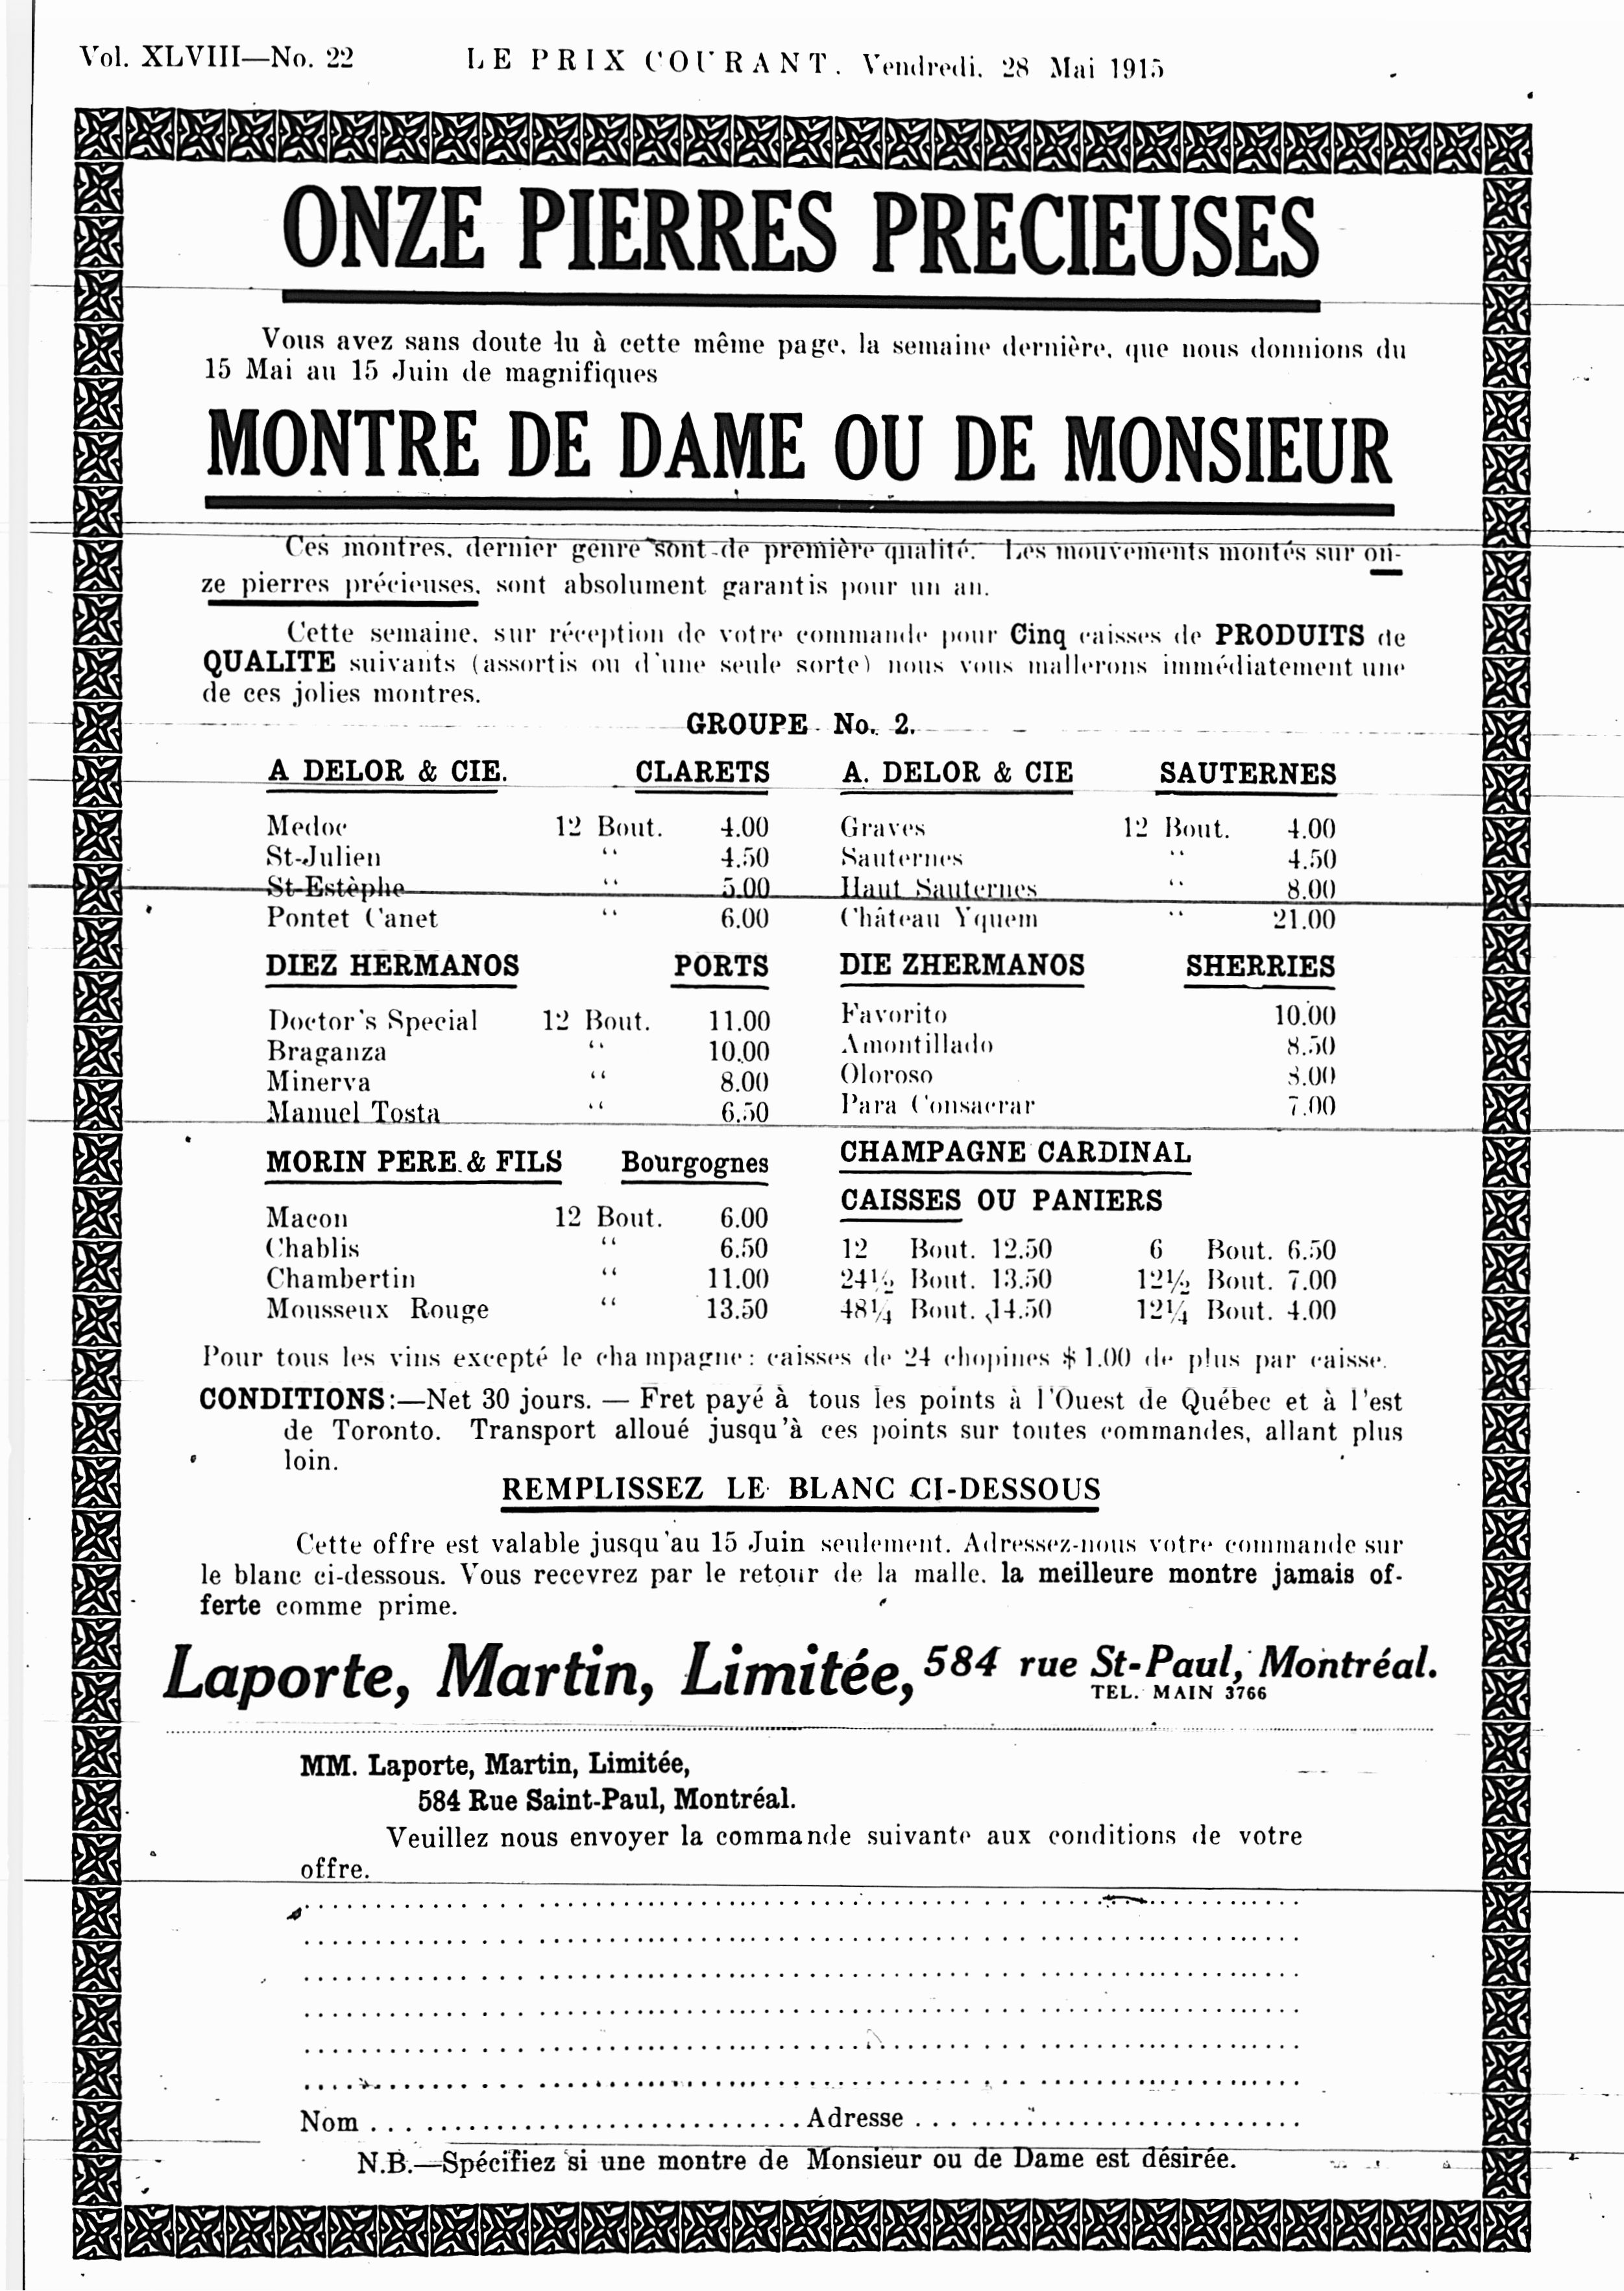 Vol. XLVIII—No. 22 LE PRIX COURANT. Vendredi, 28 Mai 1915
ONZE PIERRES PRECIEUSES
Vous avez sans doute lu à cette même page, la semaine dernière, que nous donnions du
15 Mai au 15 Juin de magnifiques
MONTRE DE DAME OU DE MONSIEUR
Ces montres, dernier genre sont de première qualité. Les mouvements montés sur on-
ze pierres précieuses, sont absolument garantis pour un an.
Cette semaine, sur réception de votre commande pour Cinq caisses de PRODUITS de
QUALITE suivants (assortis ou d'une seule sorte) nous vous mallerons immédiatement une
de ces jolies montres.
GROUPE No. 2.
A DELOR & CIE. CLARETS
Medoc 12 Bout. 4.00
St-Julien " 4.50
St-Estèphe " 5.00
Pontet Canet " 6.00
A. DELOR & CIE SAUTERNES
Graves 12 Bout. 4.00
Sauternes " 4.50
Haut Sauternes " 8.00
Château Yquem " 21.00
DIEZ HERMANOS PORTS
Doctor's Special 12 Bout. 11.00
Braganza " 10.00
Minerva " 8.00
Manuel Tosta " 6.50
DIE ZHERMANOS SHERRIES
Favorito 10.00
Amontillado 8.50
Oloroso 8.00
Para Consacrar 7.00
MORIN PERE & FILS Bourgognes
Macon 12 Bout. 6.00
Chablis " 6.50
Chambertin " 11.00
Mousseux Rouge " 13.50
CHAMPAGNE CARDINAL
CAISSES OU PANIERS
12 Bout. 12.50 6 Bout. 6.50
24½ Bout. 13.50 12½ Bout. 7.00
48¼ Bout. 14.50 12¼ Bout. 4.00
Pour tous les vins excepté le champagne: caisses de 24 chopines $1.00 de plus par caisse.
CONDITIONS:—Net 30 jours. — Fret payé à tous les points à l'Ouest de Québec et à l'est
de Toronto. Transport alloué jusqu'à ces points sur toutes commandes, allant plus
loin.
REMPLISSEZ LE BLANC CI-DESSOUS
Cette offre est valable jusqu'au 15 Juin seulement. Adressez-nous votre commande sur
le blanc ci-dessous. Vous recevrez par le retour de la malle, la meilleure montre jamais of-
ferte comme prime.
Laporte, Martin, Limitée, 584 rue St-Paul, Montréal.
TEL. MAIN 3766
MM. Laporte, Martin, Limitée,
584 Rue Saint-Paul, Montréal.
Veuillez nous envoyer la commande suivante aux conditions de votre
offre.
Nom ............................ Adresse ............................
N.B.—Spécifiez si une montre de Monsieur ou de Dame est désirée.